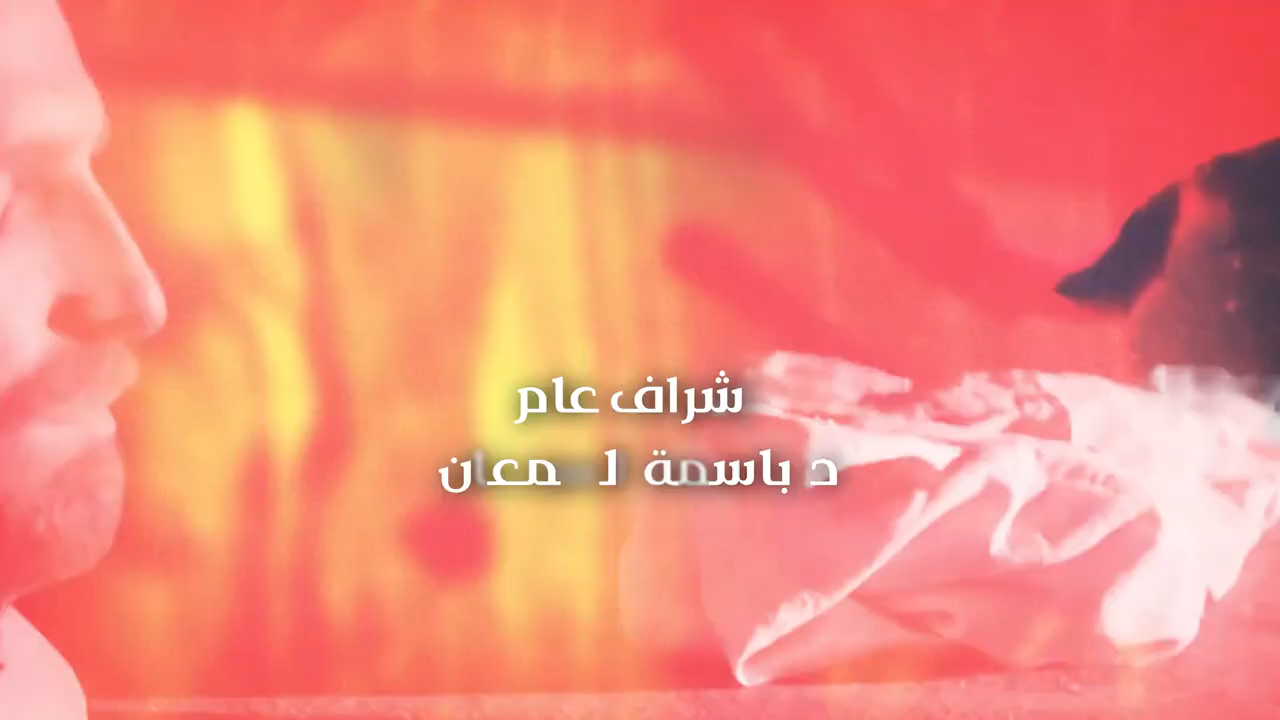 شراف عام
د باسمة